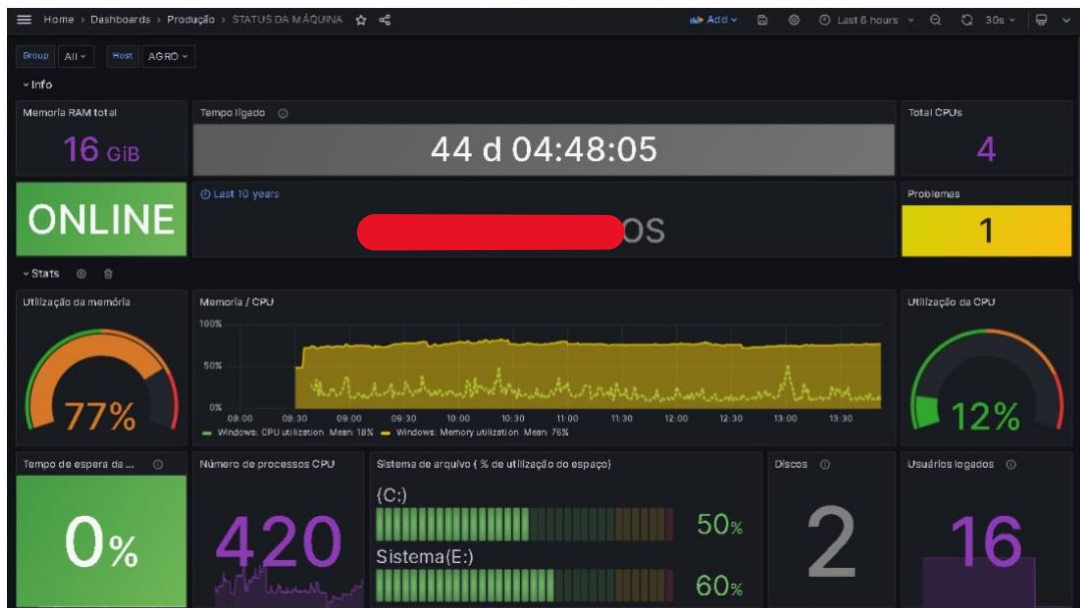 Home › Dashboards › Produção › STATUS DA MÁQUINA
Add
Last 6 hours
30s
Group All Host AGRO
Info
Memoria RAM total
16 GiB
Tempo ligado
44 d 04:48:05
Total CPUs
4
ONLINE
Last 10 years
OS
Problemas
1
Stats
Utilização da memória
77%
Memoria / CPU
100%
50%
0%
08:00 08:30 09:00 09:30 10:00 10:30 11:00 11:30 12:00 12:30 13:00 13:30
Windows: CPU utilization Mean: 18% Windows: Memory utilization Mean: 76%
Utilização da CPU
12%
Tempo de espera da ...
0%
Número de processos CPU
420
Sistema de arquivo ( % de utilização do espaço)
(C:)
50%
Sistema(E:)
60%
Discos
2
Usuários logados
16